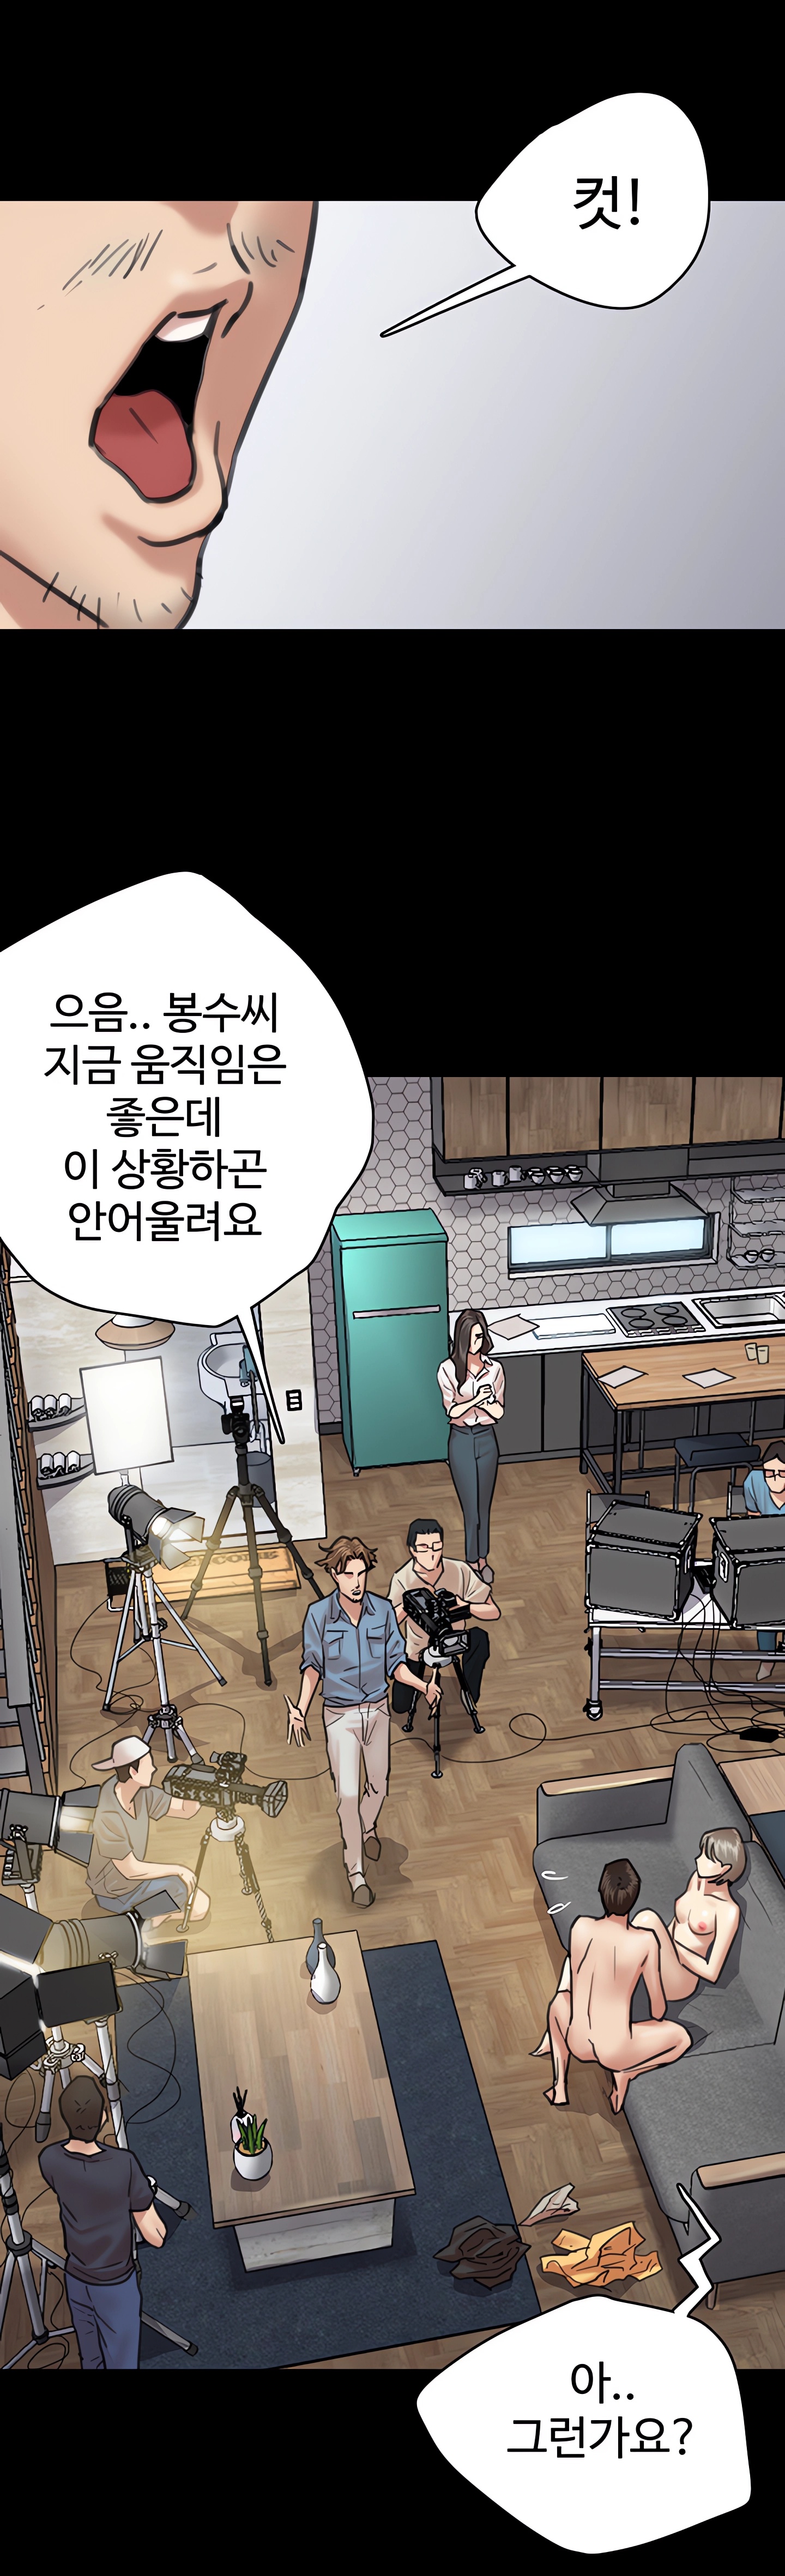 컷!
으음.. 봉수씨
지금 움직임은
좋은데
이 상황하곤
안어울려요
아..
그런가요?